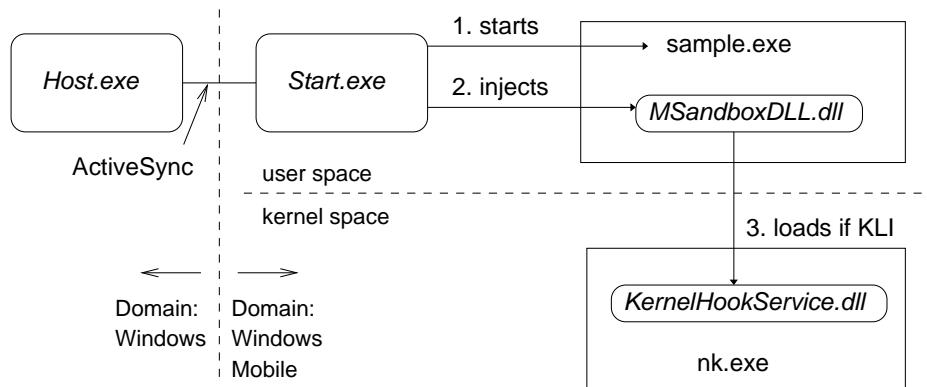 1. starts
sample.exe
Host.exe
Start.exe
2. injects
MSandboxDLL.dll
ActiveSync
user space
kernel space
3. loads if KLI
Domain:
Windows
Domain:
Windows
Mobile
KernelHookService.dll
nk.exe